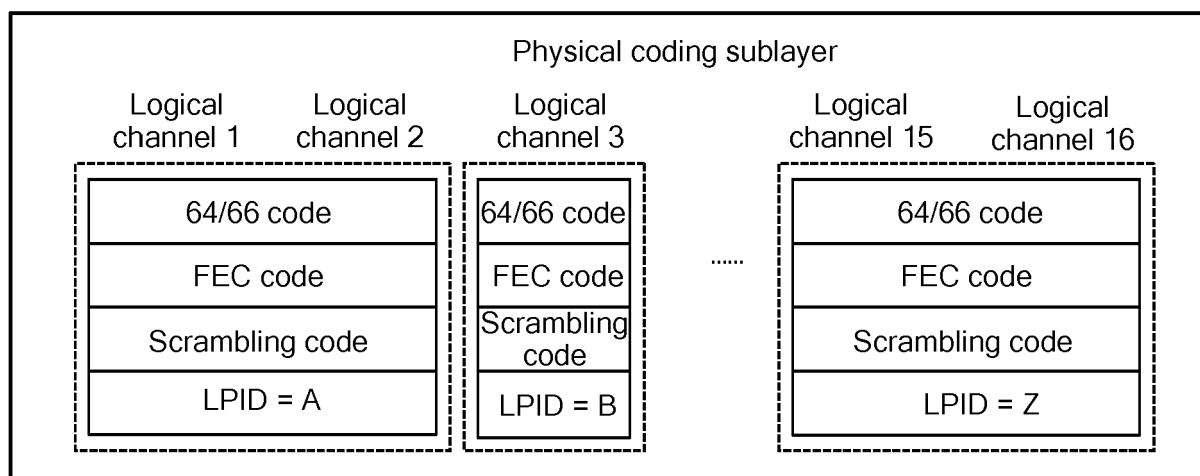 Physical coding sublayer
Logical channel 1
Logical channel 2
Logical channel 3
Logical channel 15
Logical channel 16
64/66 code
FEC code
Scrambling code
LPID = A
64/66 code
FEC code
Scrambling
code
LPID = B
......
64/66 code
FEC code
Scrambling code
LPID = Z